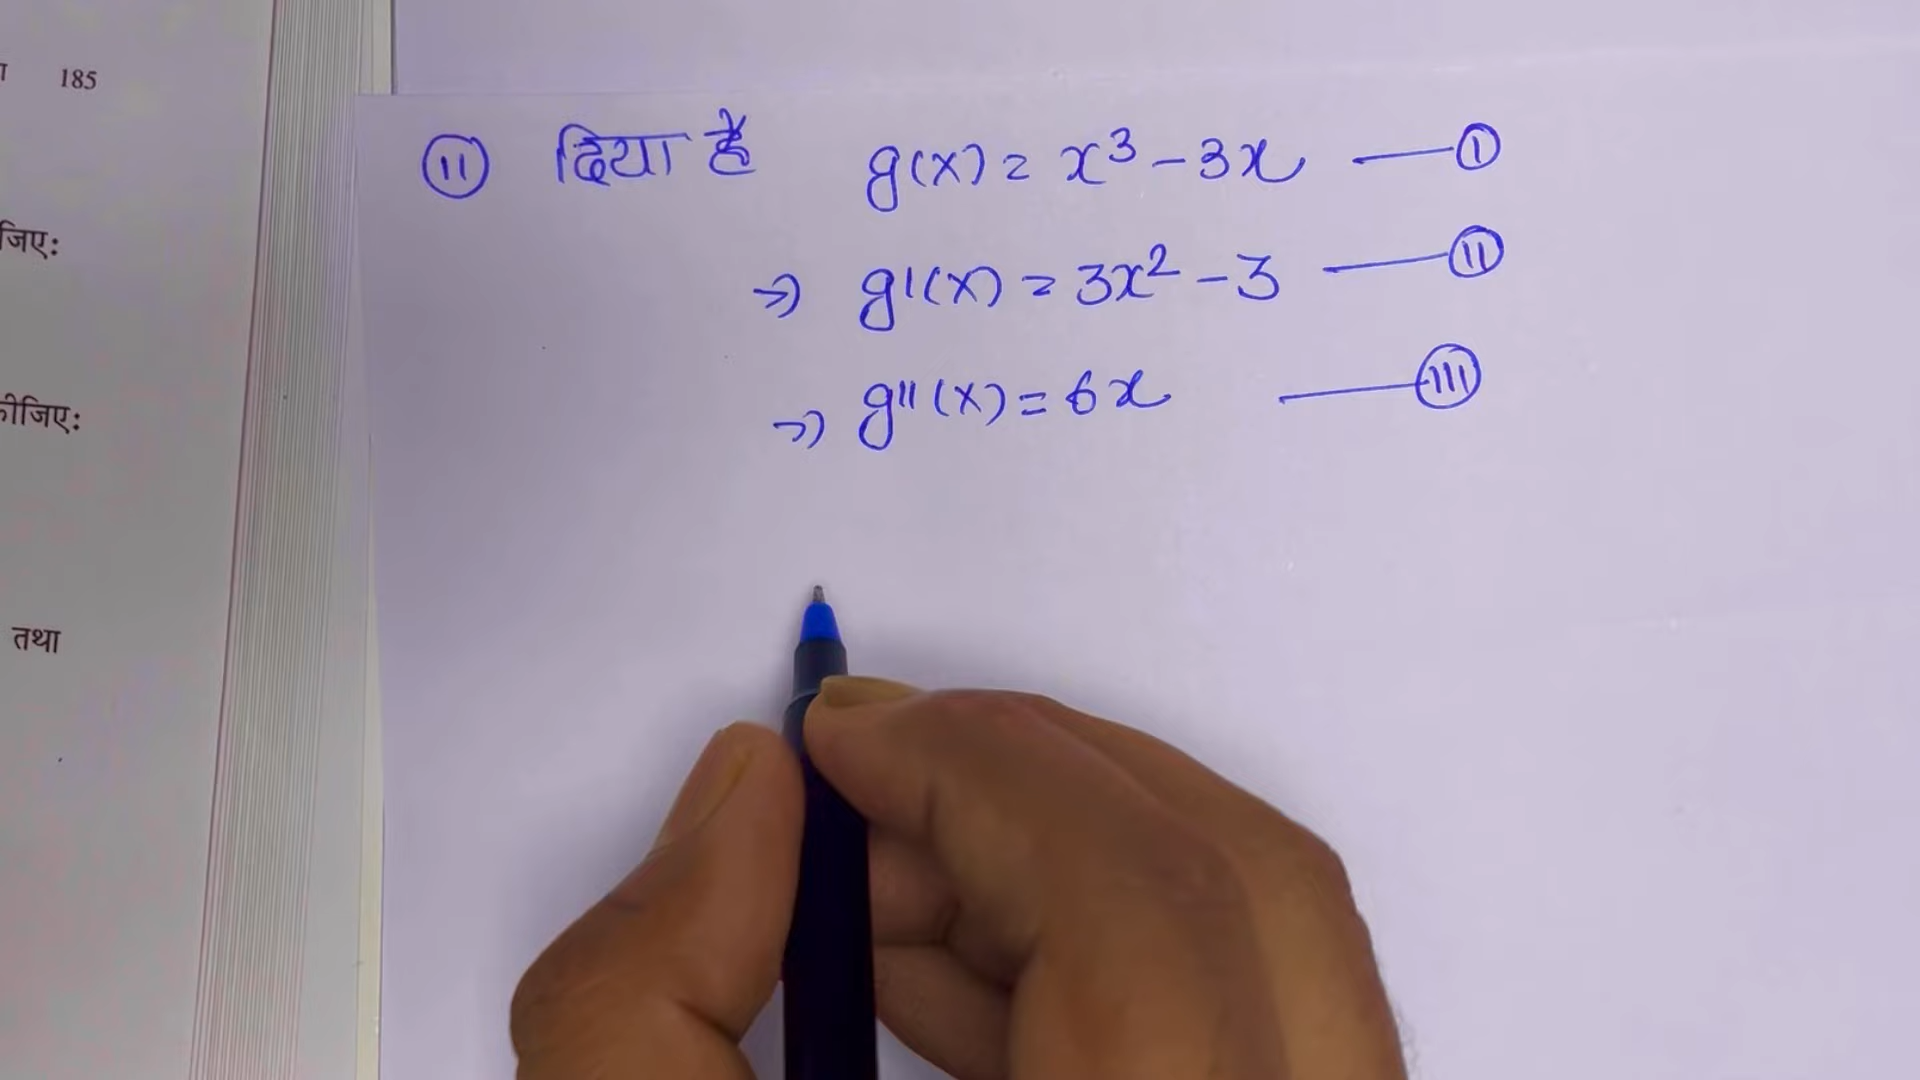 185
जिए:
कीजिए:
तथा
(ii) दिया है g(x) = x³ - 3x —(i)
⇒ g'(x) = 3x² - 3 —(ii)
⇒ g''(x) = 6x —(iii)